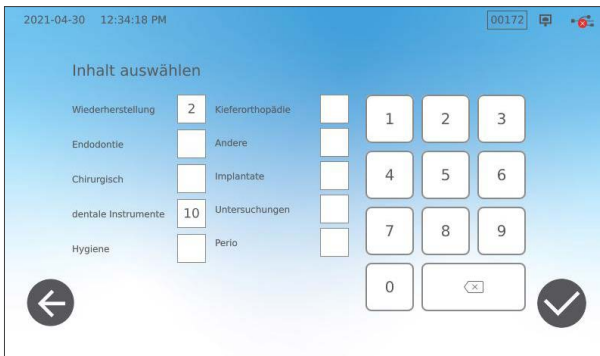 2021-04-30 12:34:18 PM 00172
Inhalt auswählen
Wiederherstellung 2 Kieferorthopädie
Endodontie Andere
Chirurgisch Implantate
dentale Instrumente 10 Untersuchungen
Hygiene Perio
1 2 3
4 5 6
7 8 9
0